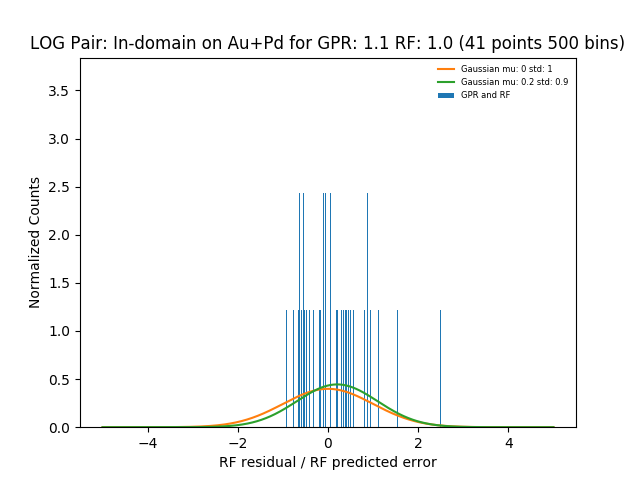 LOG Pair: In-domain on Au+Pd for GPR: 1.1 RF: 1.0 (41 points 500 bins)
Gaussian mu: 0 std: 1
Gaussian mu: 0.2 std: 0.9
GPR and RF
Normalized Counts
3.5
3.0
2.5
2.0
1.5
1.0
0.5
0.0
−4 −2 0 2 4
RF residual / RF predicted error